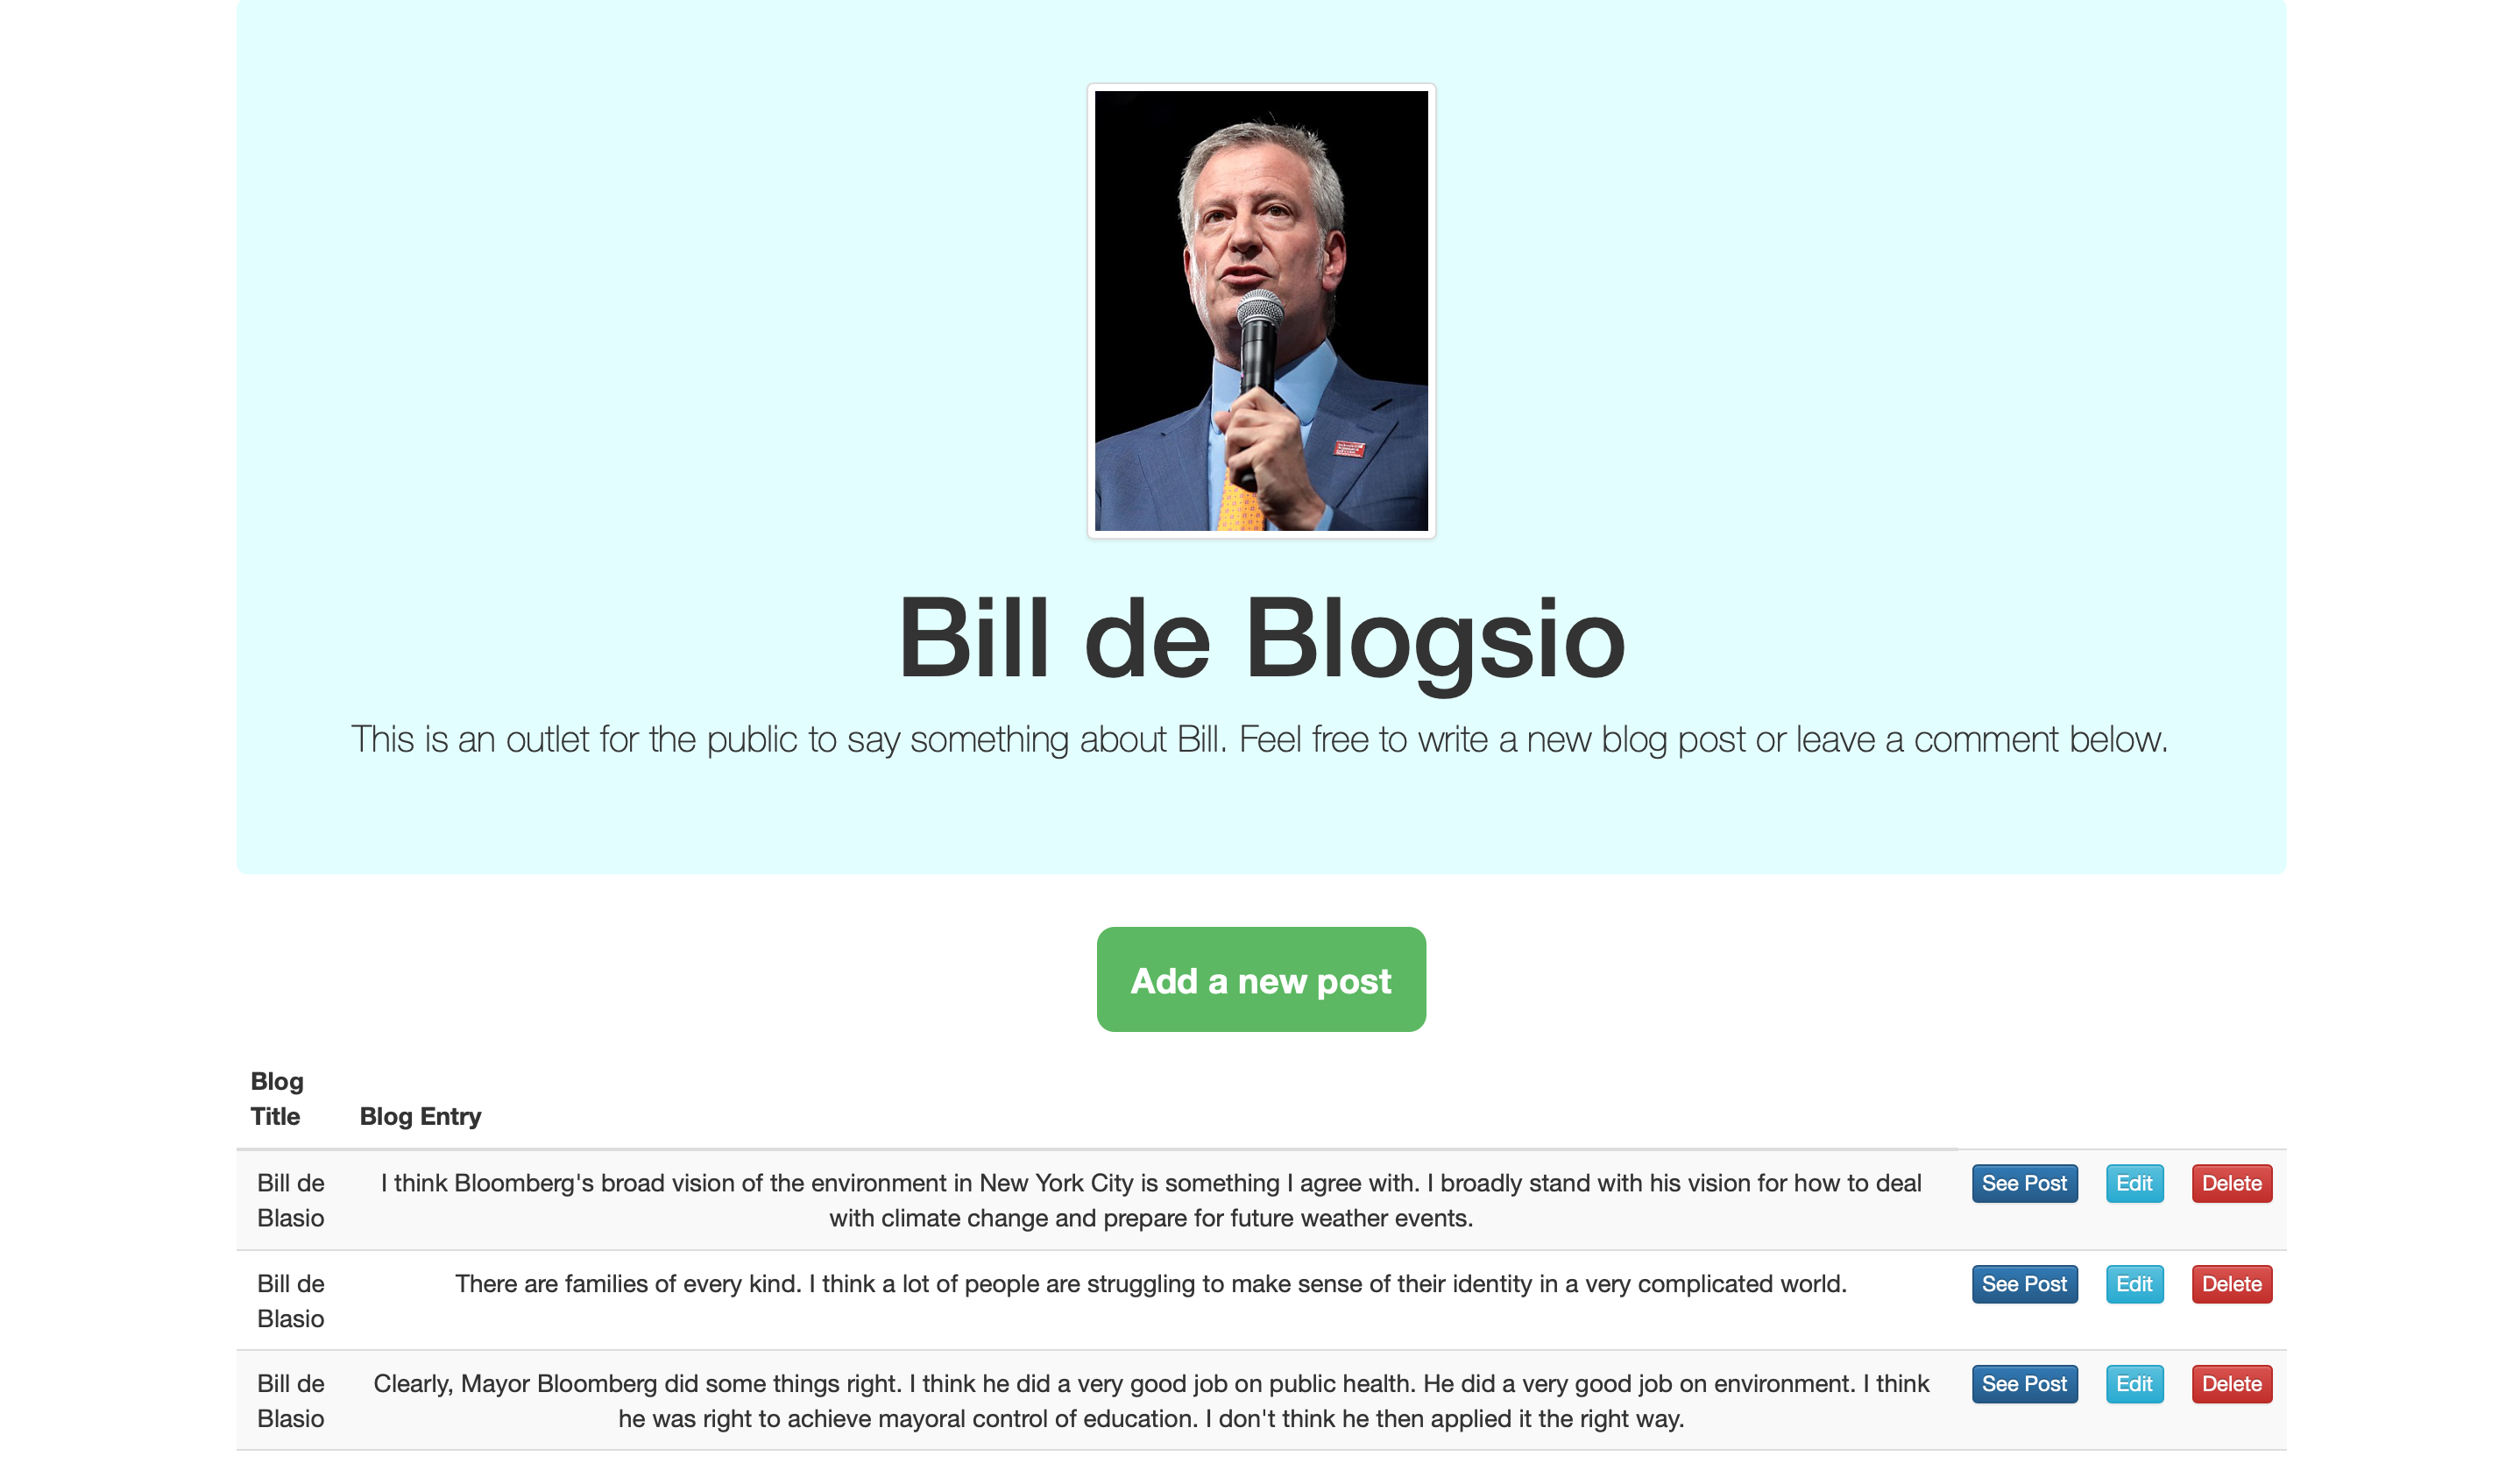 Bill de Blogsio
This is an outlet for the public to say something about Bill. Feel free to write a new blog post or leave a comment below.
Add a new post
Blog
Title
Blog Entry
Bill de
Blasio
I think Bloomberg's broad vision of the environment in New York City is something I agree with. I broadly stand with his vision for how to deal
with climate change and prepare for future weather events.
See Post
Edit
Delete
Bill de
Blasio
There are families of every kind. I think a lot of people are struggling to make sense of their identity in a very complicated world.
See Post
Edit
Delete
Bill de
Blasio
Clearly, Mayor Bloomberg did some things right. I think he did a very good job on public health. He did a very good job on environment. I think
he was right to achieve mayoral control of education. I don't think he then applied it the right way.
See Post
Edit
Delete